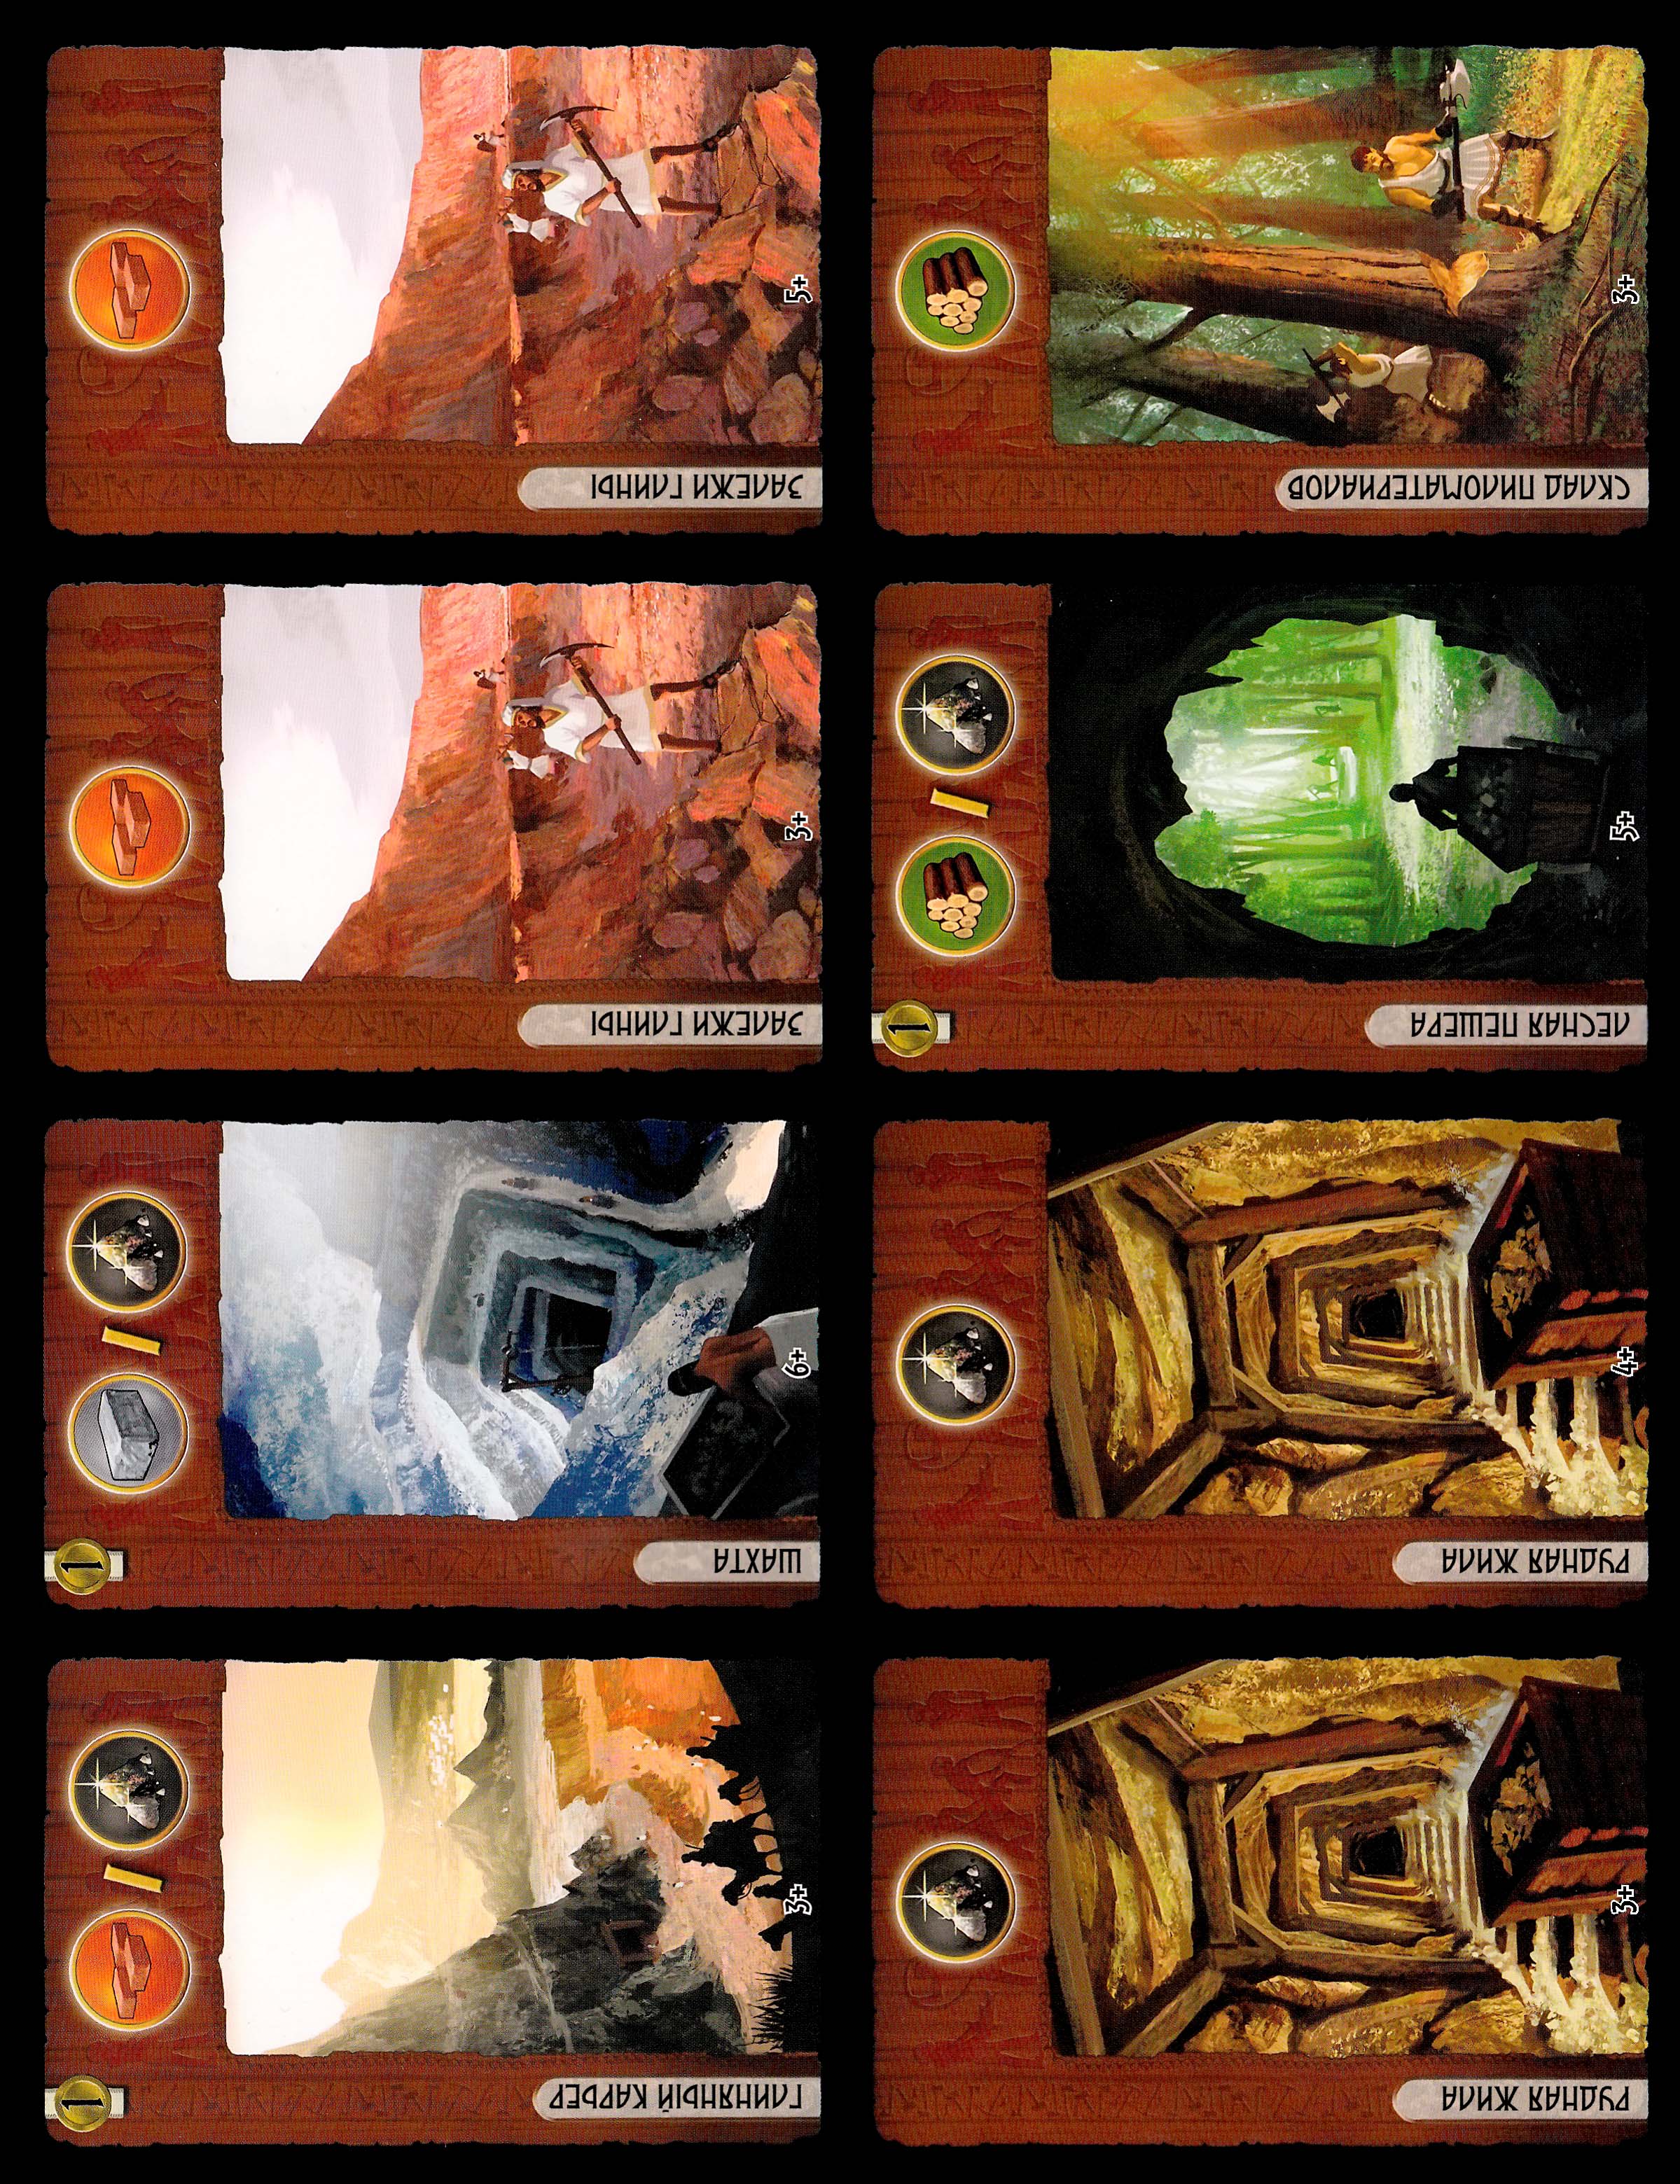 5+
ЗАЛЕЖИ ГЛИНЫ
3+
СКЛАД ПИЛОМАТЕРИАЛОВ
3+
ЗАЛЕЖИ ГЛИНЫ
5+
1
ЛЕСНАЯ ПЕЩЕРА
6+
1
ШАХТА
4+
РУДНАЯ ЖИЛА
3+
1
ГЛИНЯНЫЙ КАРЬЕР
3+
РУДНАЯ ЖИЛА